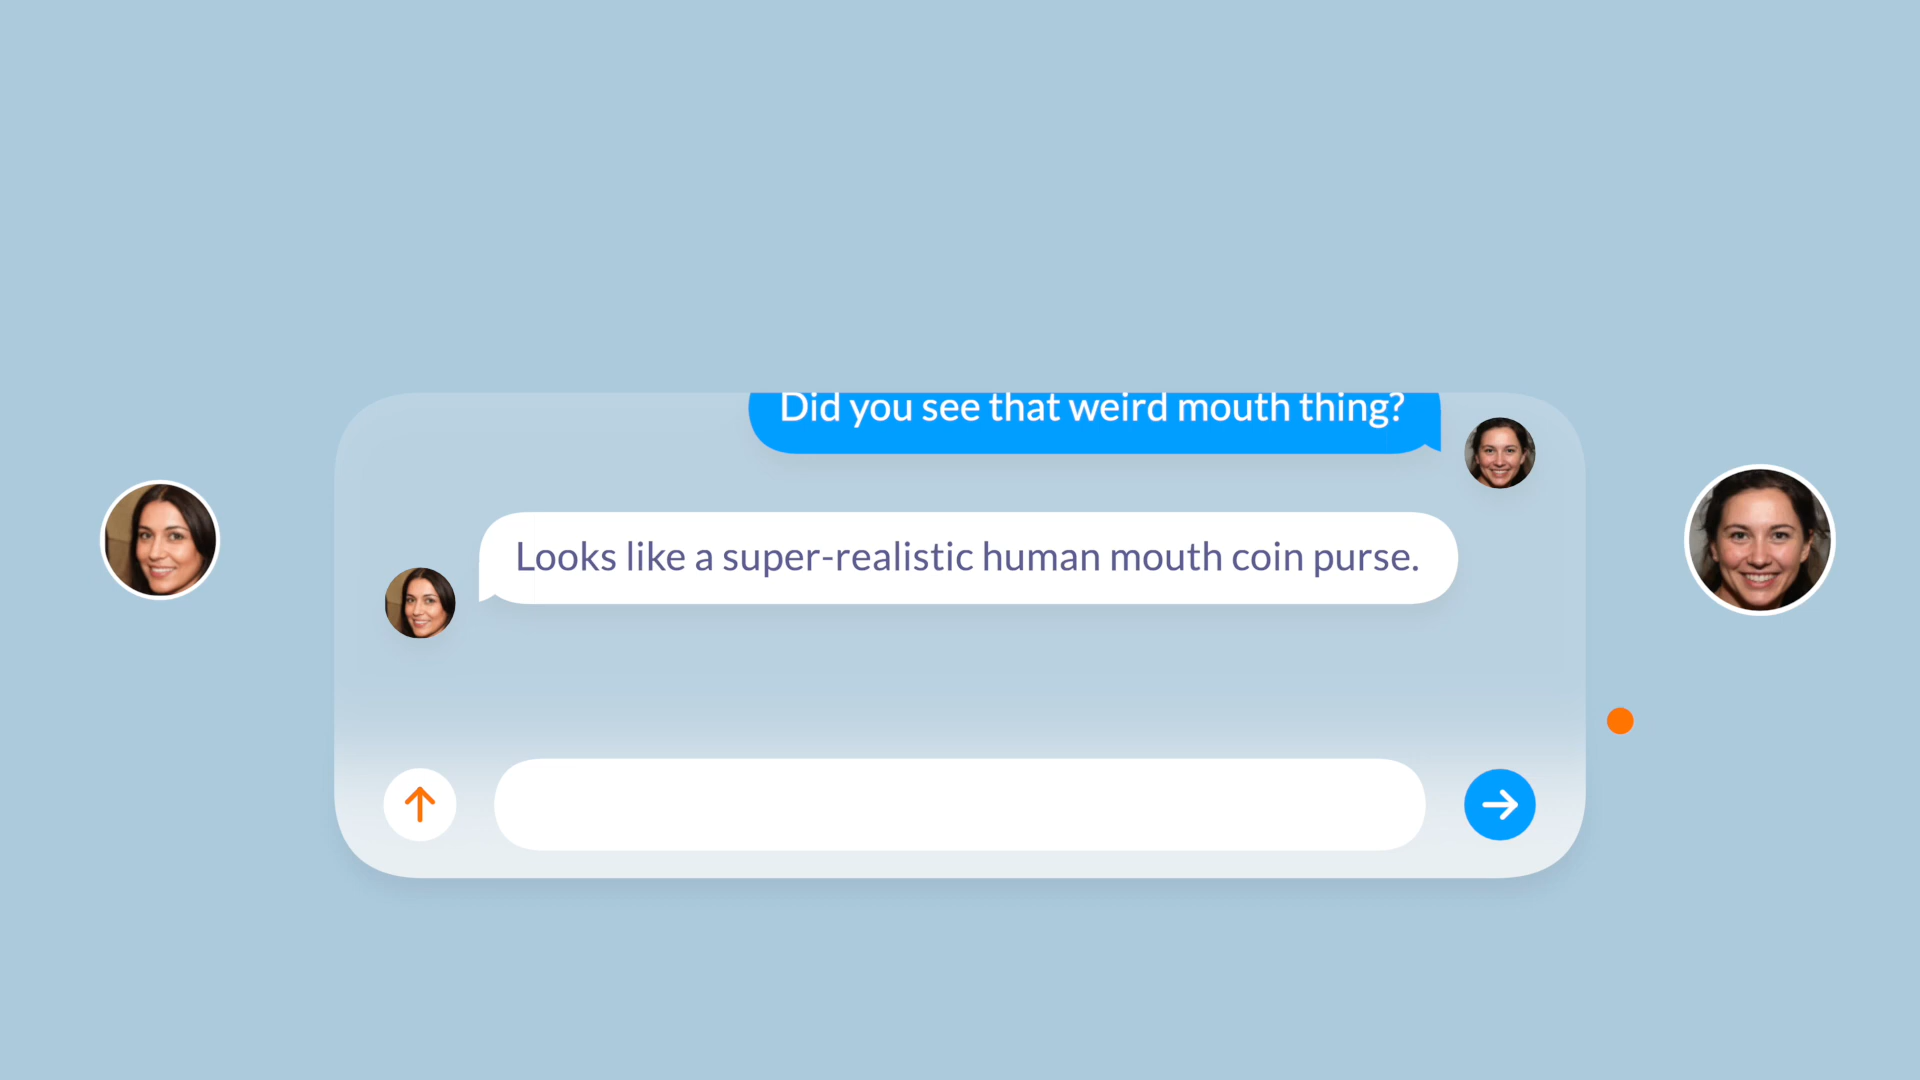 Did you see that weird mouth thing?
Looks like a super-realistic human mouth coin purse.